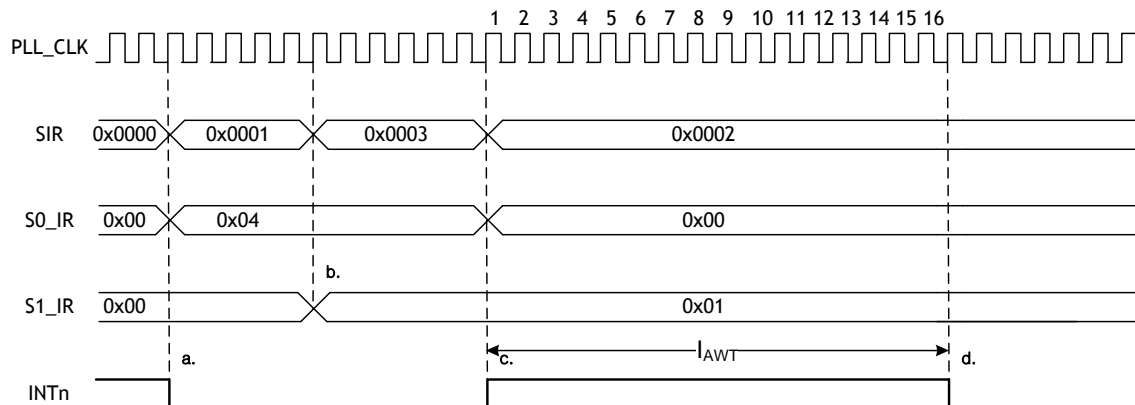 1 2 3 4 5 6 7 8 9 10 11 12 13 14 15 16
PLL_CLK
SIR 0x0000 0x0001 0x0003 0x0002
S0_IR 0x00 0x04 0x00
b.
S1_IR 0x00 0x01
a. c. IAWT d.
INTn